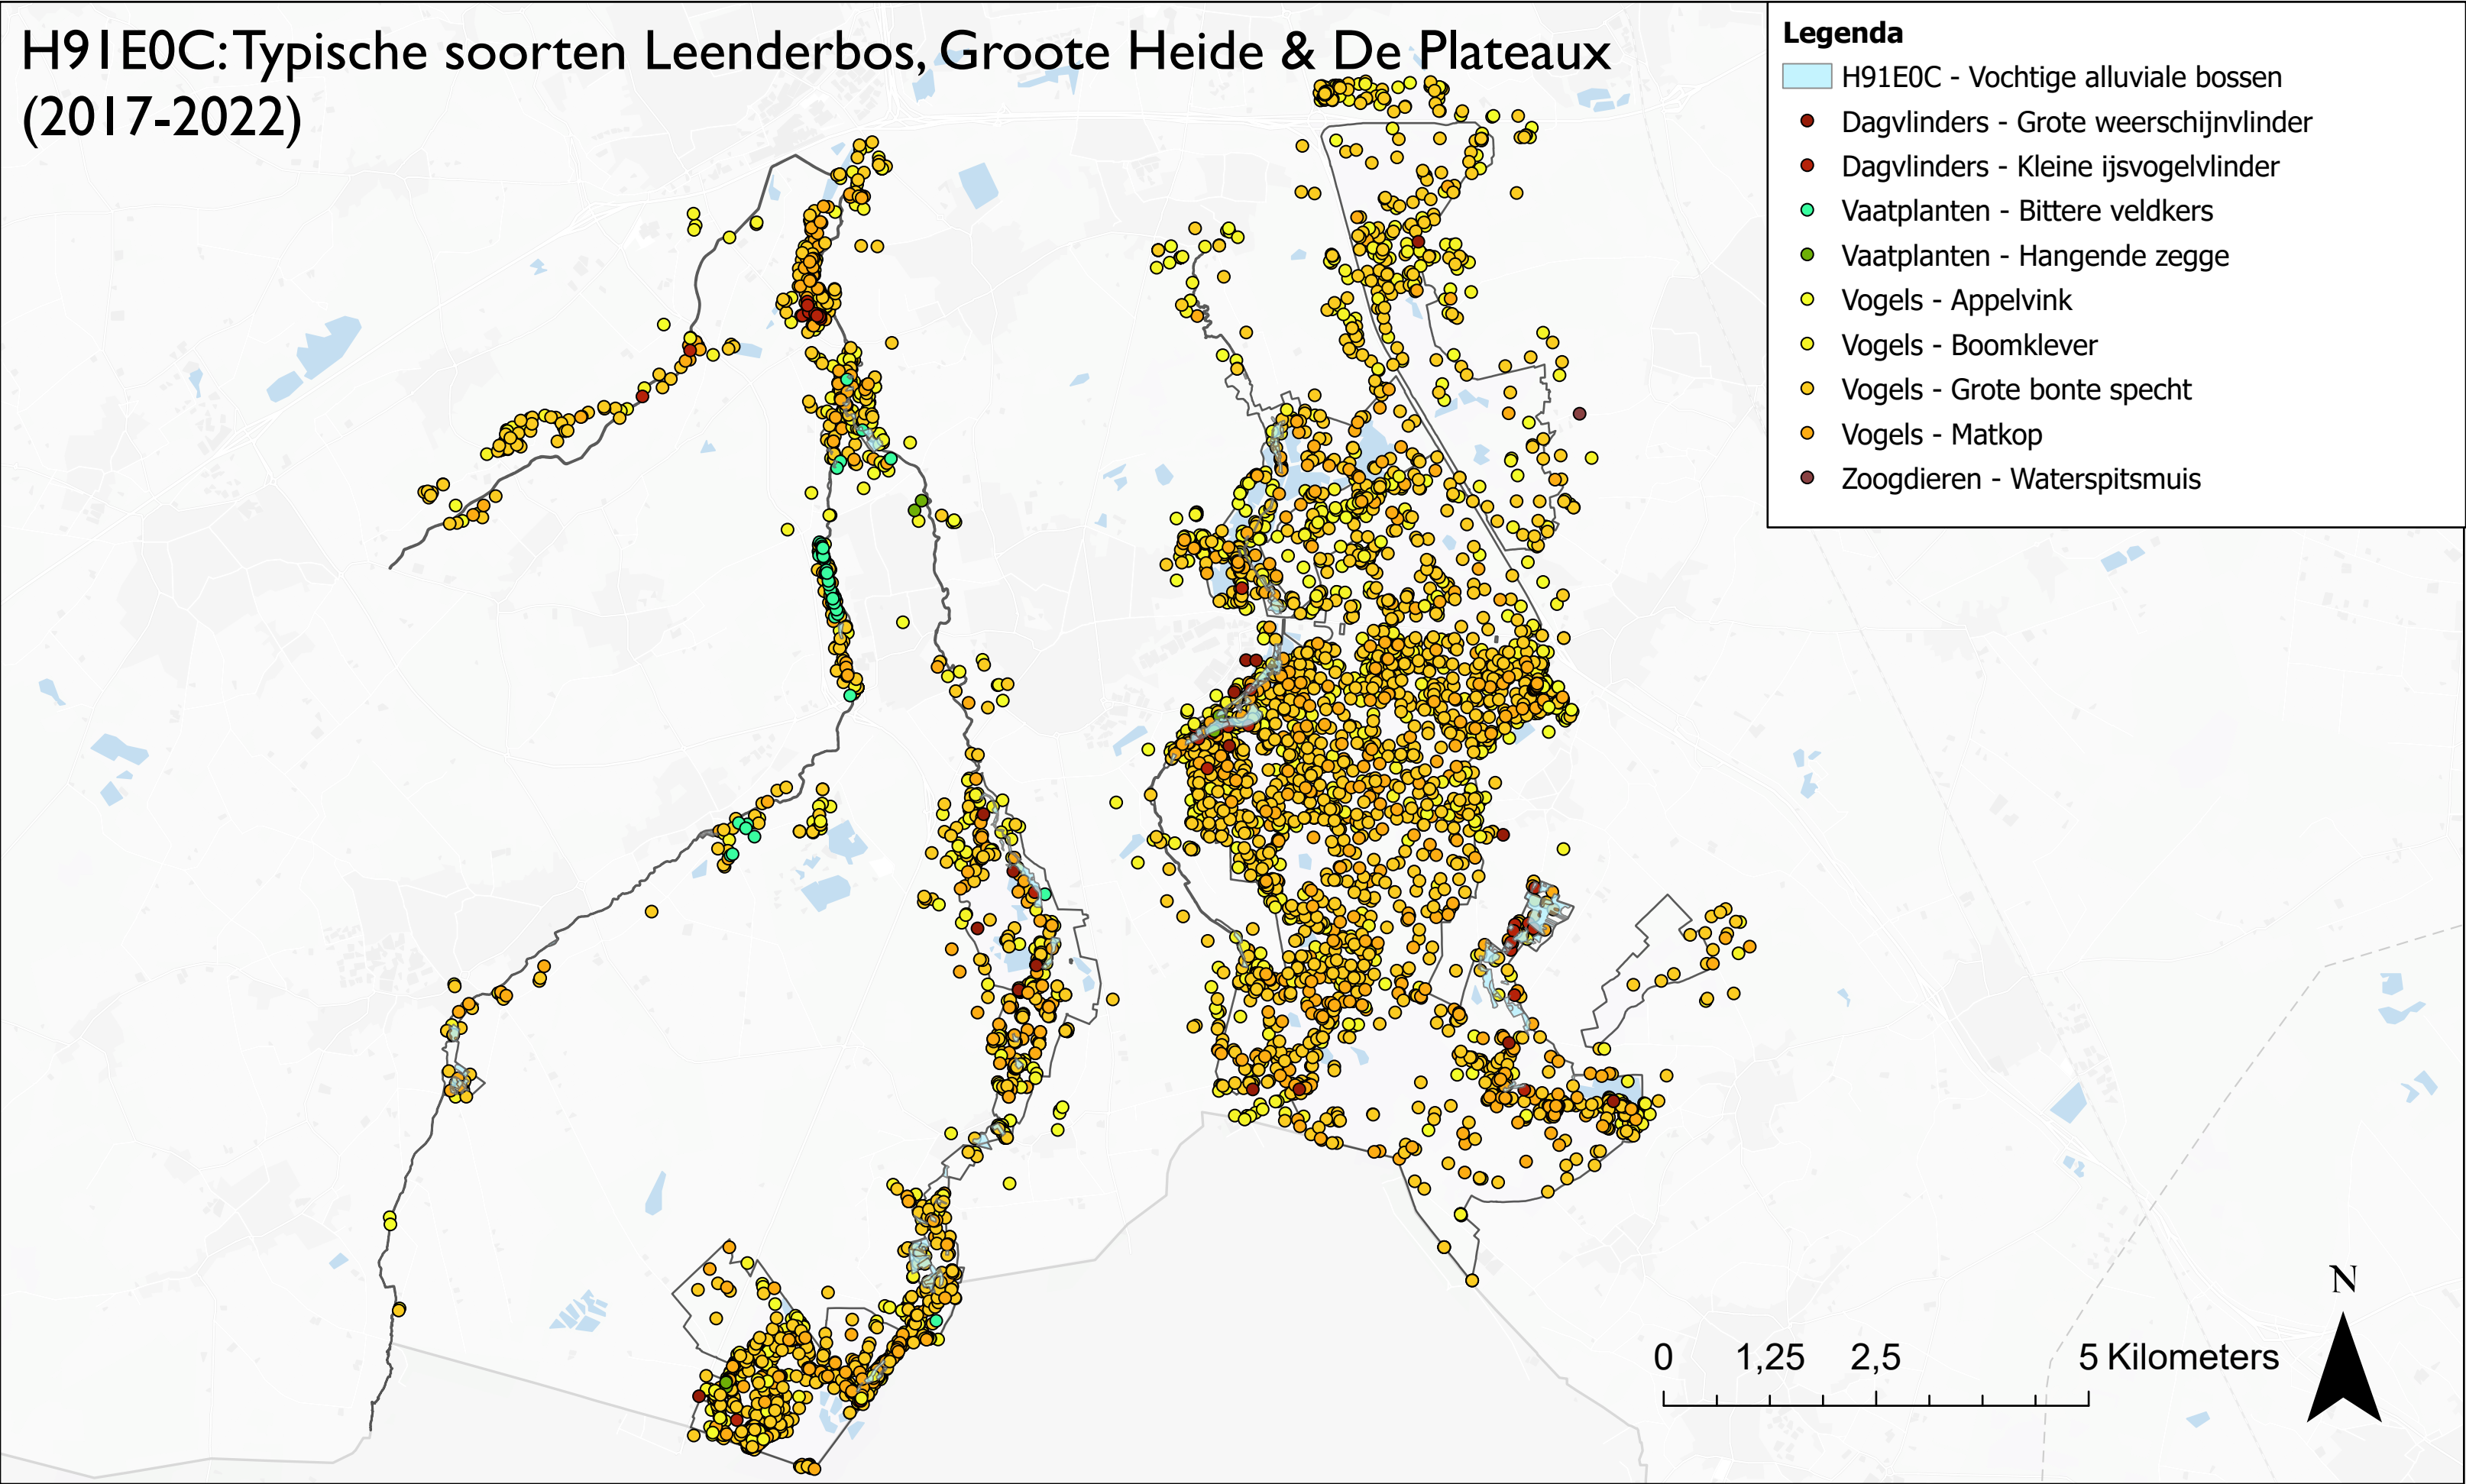 H91E0C: Typische soorten Leenderbos, Groote Heide & De Plateaux
(2017-2022)
Legenda
H91E0C - Vochtige alluviale bossen
Dagvlinders - Grote weerschijnvlinder
Dagvlinders - Kleine ijsvogelvlinder
Vaatplanten - Bittere veldkers
Vaatplanten - Hangende zegge
Vogels - Appelvink
Vogels - Boomklever
Vogels - Grote bonte specht
Vogels - Matkop
Zoogdieren - Waterspitsmuis
N
0 1,25 2,5 5 Kilometers